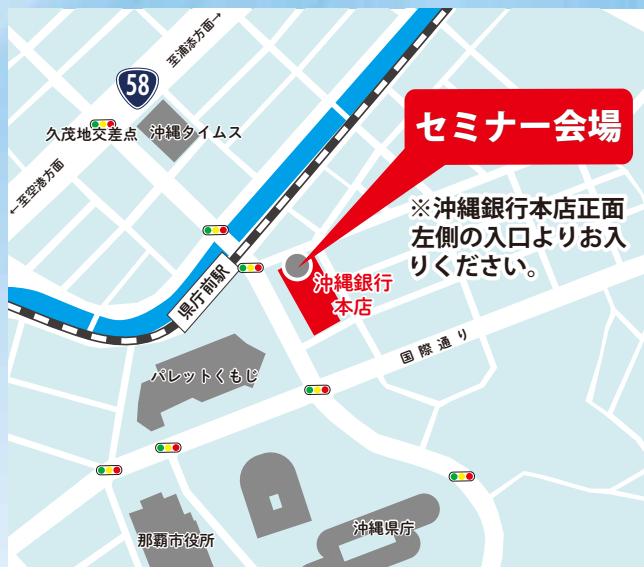 至浦添方面→
58
久茂地交差点
沖縄タイムス
←至空港方面
セミナー会場
※沖縄銀行本店正面
左側の入口よりお入
りください。
沖縄銀行
本店
県庁前駅
国際通り
パレットくもじ
那覇市役所
沖縄県庁